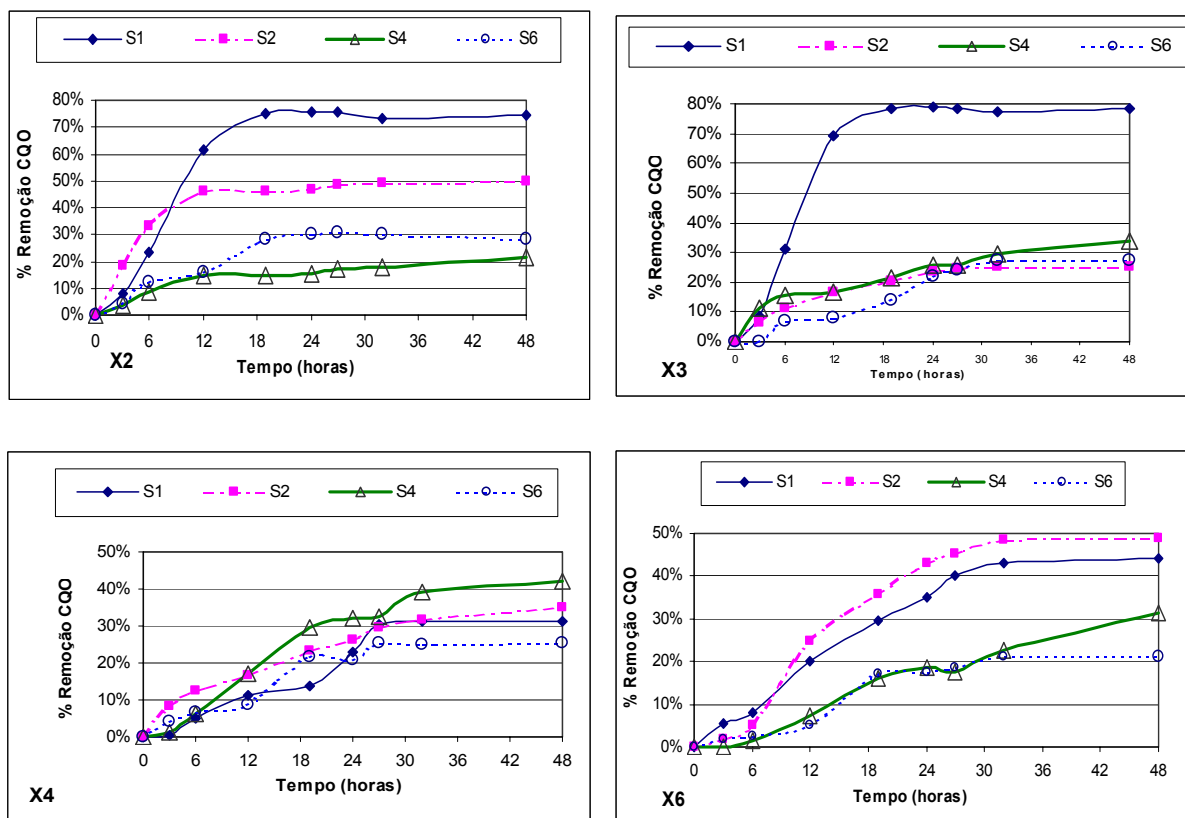 S1 S2 S4 S6
% Remoção CQO
80%
70%
60%
50%
40%
30%
20%
10%
0%
0 6 12 18 24 30 36 42 48
Tempo (horas)
X2
S1 S2 S4 S6
% Remoção CQO
80%
70%
60%
50%
40%
30%
20%
10%
0%
0 6 12 18 24 30 36 42 48
Tempo (horas)
X3
S1 S2 S4 S6
% Remoção CQO
50%
40%
30%
20%
10%
0%
0 6 12 18 24 30 36 42 48
Tempo (horas)
X4
S1 S2 S4 S6
% Remoção CQO
50%
40%
30%
20%
10%
0%
0 6 12 18 24 30 36 42 48
Tempo (horas)
X6